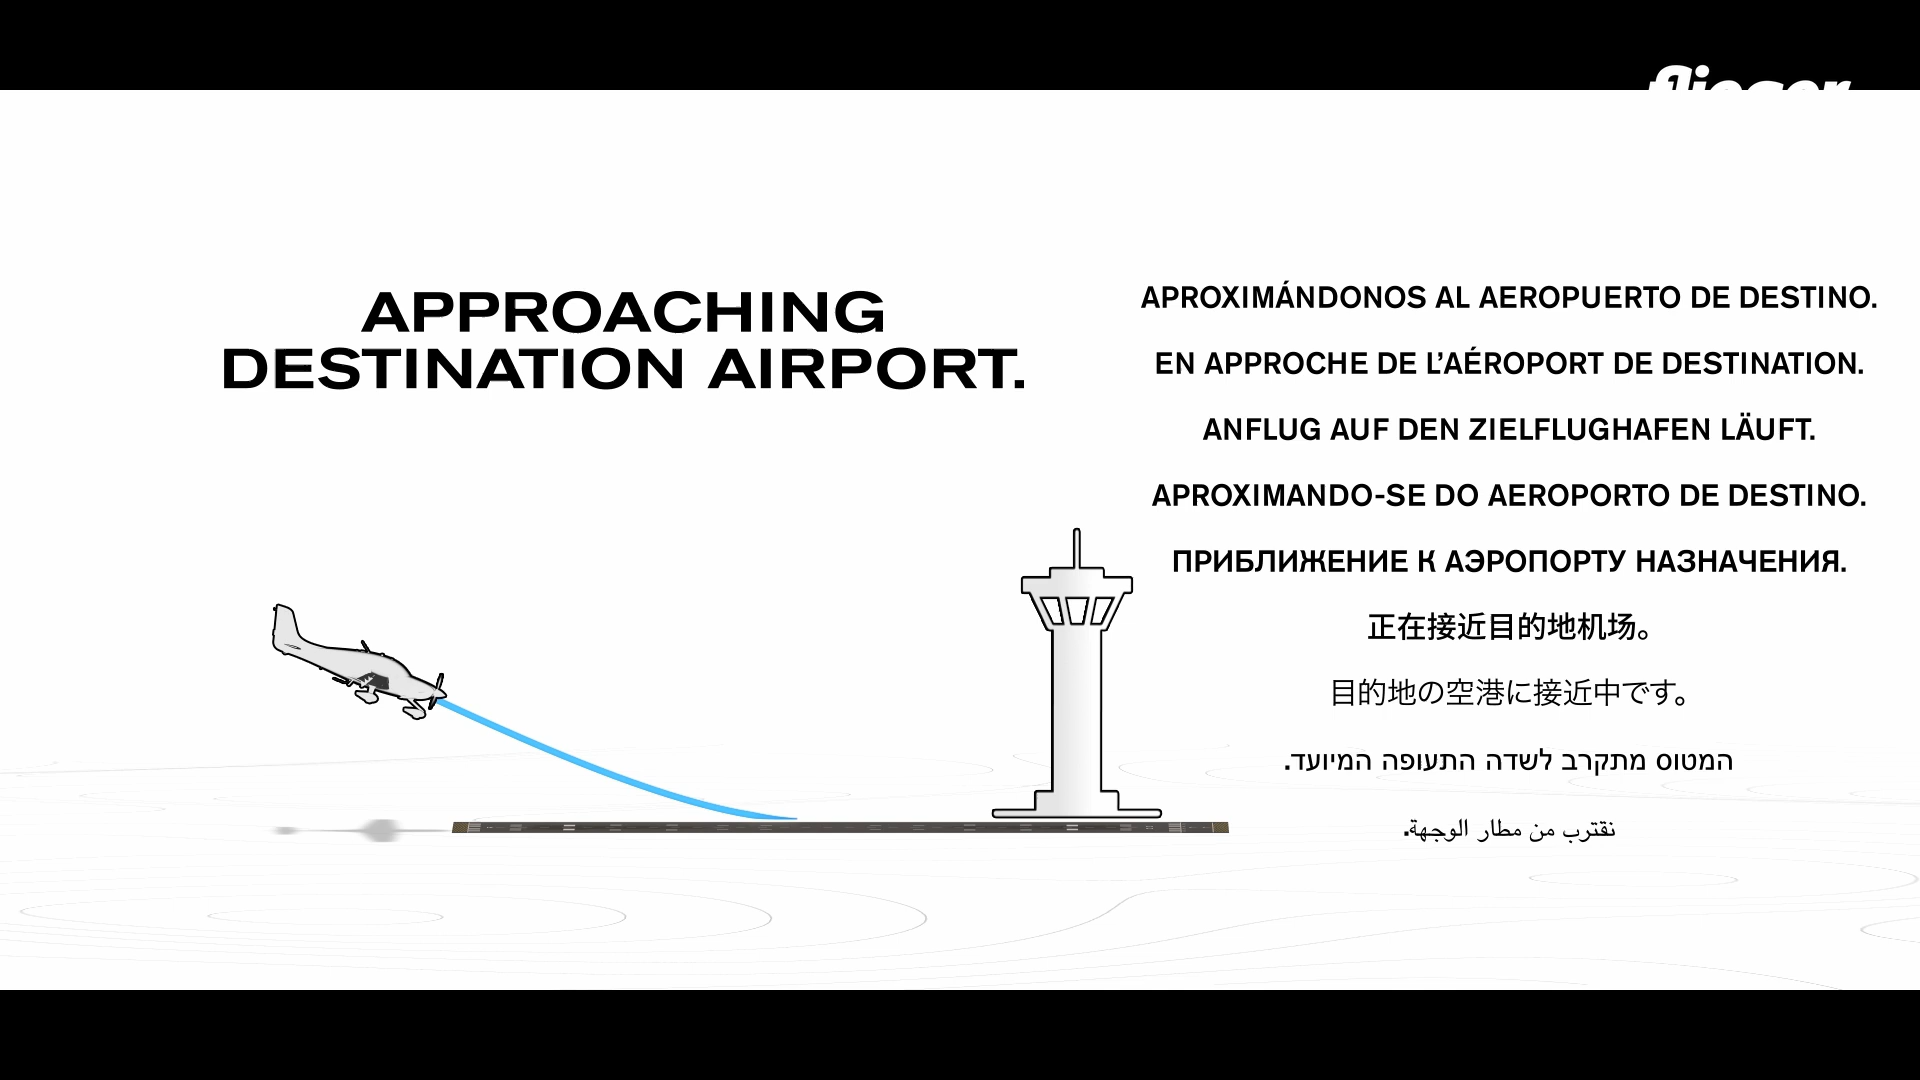 flieger
APPROACHING
DESTINATION AIRPORT.
APROXIMÁNDONOS AL AEROPUERTO DE DESTINO.
EN APPROCHE DE L’AÉROPORT DE DESTINATION.
ANFLUG AUF DEN ZIELFLUGHAFEN LÄUFT.
APROXIMANDO-SE DO AEROPORTO DE DESTINO.
ПРИБЛИЖЕНИЕ К АЭРОПОРТУ НАЗНАЧЕНИЯ.
正在接近目的地机场。
目的地の空港に接近中です。
המטוס מתקרב לשדה התעופה המיועד.
نقترب من مطار الوجهة.